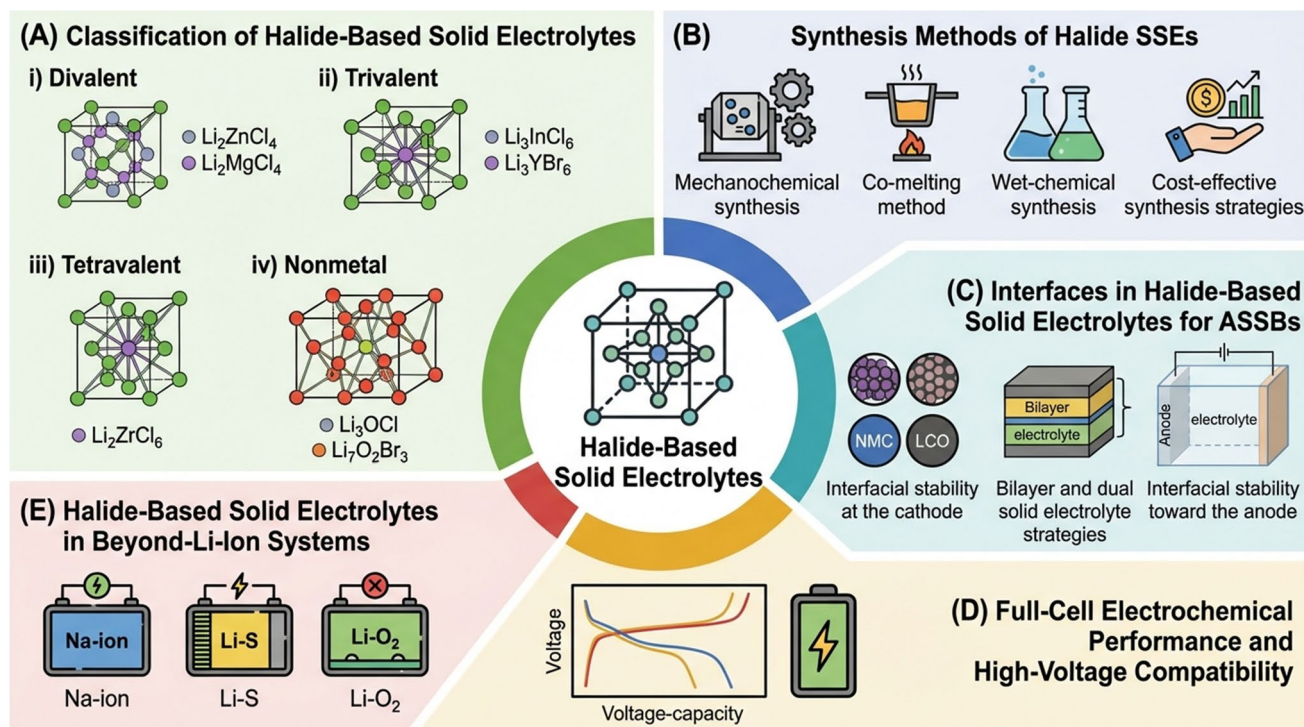 (A) Classification of Halide-Based Solid Electrolytes
i) Divalent
Li₂ZnCl₄
Li₂MgCl₄
ii) Trivalent
Li₃InCl₆
Li₃YBr₆
iii) Tetravalent
Li₂ZrCl₆
iv) Nonmetal
Li₃OCl
Li₇O₂Br₃
(B) Synthesis Methods of Halide SSEs
Mechanochemical
synthesis
Co-melting
method
Wet-chemical
synthesis
$
Cost-effective
synthesis strategies
Halide-Based
Solid Electrolytes
(C) Interfaces in Halide-Based
Solid Electrolytes for ASSBs
NMC
LCO
Interfacial stability
at the cathode
Bilayer
electrolyte
Bilayer and dual
solid electrolyte
strategies
Anode
electrolyte
Interfacial stability
toward the anode
(D) Full-Cell Electrochemical
Performance and
High-Voltage Compatibility
Voltage
Voltage-capacity
(E) Halide-Based Solid Electrolytes
in Beyond-Li-Ion Systems
Na-ion
Na-ion
Li-S
Li-S
Li-O₂
Li-O₂